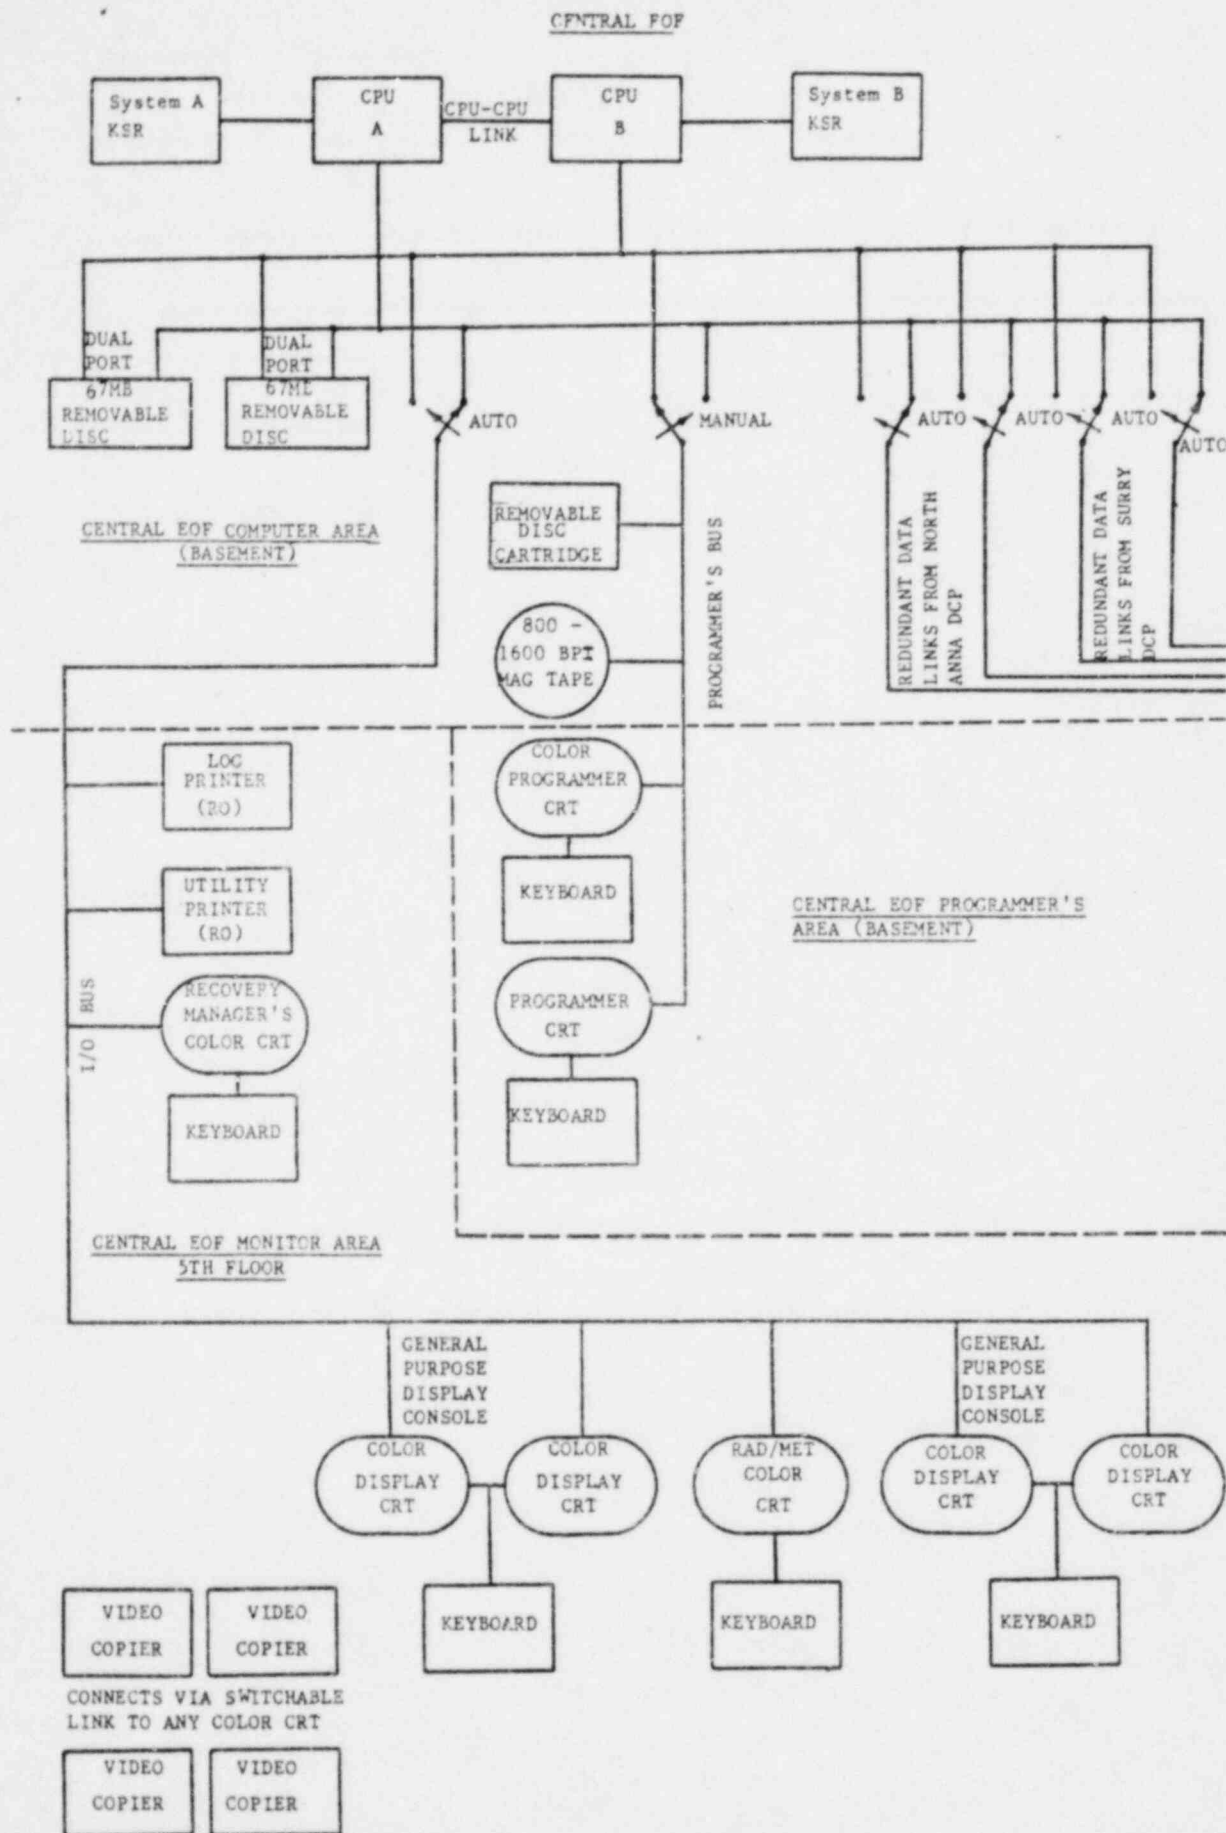 CENTRAL EOF
System A
KSR
CPU
A
CPU-CPU
LINK
CPU
B
System B
KSR
DUAL
PORT
67MB
REMOVABLE
DISC
DUAL
PORT
67MB
REMOVABLE
DISC
AUTO
MANUAL
AUTO
AUTO
AUTO
AUTO
CENTRAL EOF COMPUTER AREA
(BASEMENT)
REMOVABLE
DISC
CARTRIDGE
800 -
1600 BPI
MAG TAPE
PROGRAMMER'S BUS
REDUNDANT DATA
LINKS FROM NORTH
ANNA DCP
REDUNDANT DATA
LINKS FROM SURRY
DCP
LOG
PRINTER
(RO)
UTILITY
PRINTER
(RO)
I/O BUS
RECOVERY
MANAGER'S
COLOR CRT
KEYBOARD
COLOR
PROGRAMMER
CRT
KEYBOARD
PROGRAMMER
CRT
KEYBOARD
CENTRAL EOF PROGRAMMER'S
AREA (BASEMENT)
CENTRAL EOF MONITOR AREA
5TH FLOOR
GENERAL
PURPOSE
DISPLAY
CONSOLE
GENERAL
PURPOSE
DISPLAY
CONSOLE
COLOR
DISPLAY
CRT
COLOR
DISPLAY
CRT
RAD/MET
COLOR
CRT
COLOR
DISPLAY
CRT
COLOR
DISPLAY
CRT
KEYBOARD
KEYBOARD
KEYBOARD
VIDEO
COPIER
VIDEO
COPIER
CONNECTS VIA SWITCHABLE
LINK TO ANY COLOR CRT
VIDEO
COPIER
VIDEO
COPIER